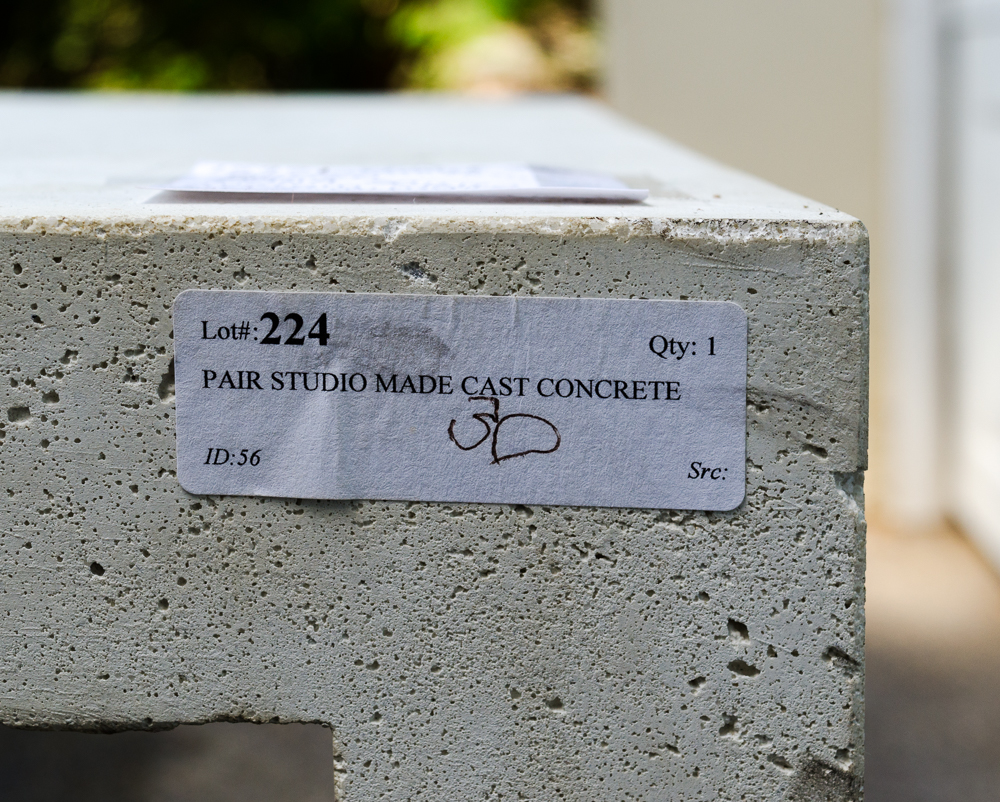 Lot#:224 Qty: 1
PAIR STUDIO MADE CAST CONCRETE
ID:56 Src: